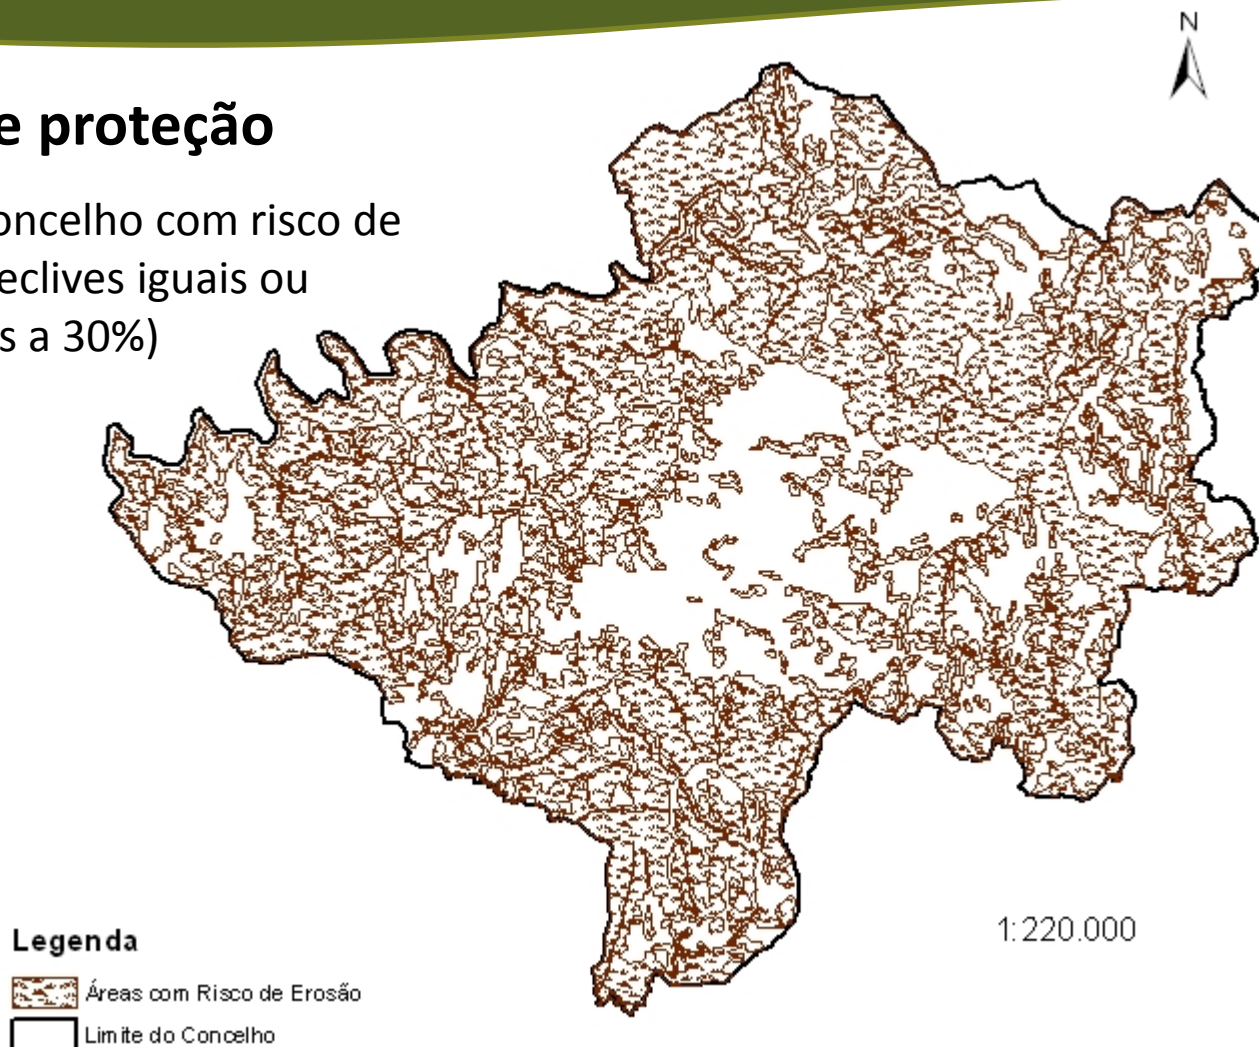 N
e proteção
oncelho com risco de
eclives iguais ou
s a 30%)
1:220.000
Legenda
Áreas com Risco de Erosão
Limite do Concelho